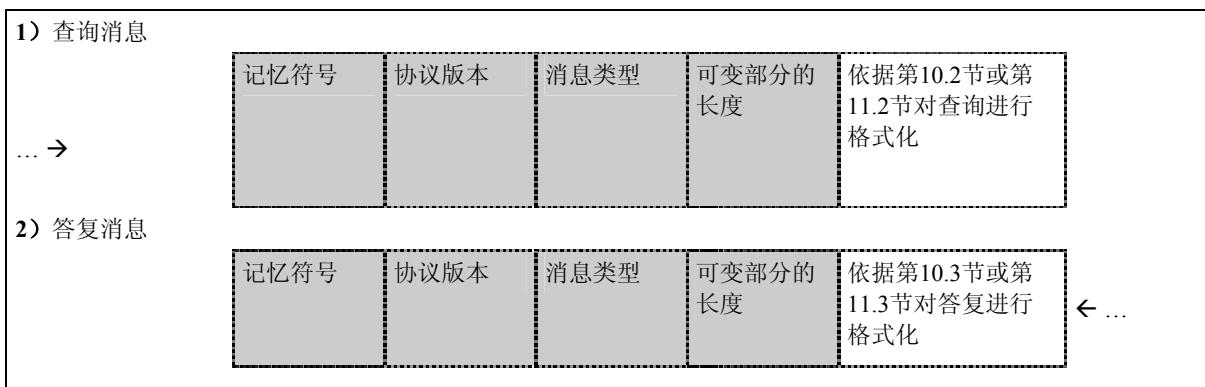 1）查询消息
记忆符号
协议版本
消息类型
可变部分的
长度
依据第10.2节或第
11.2节对查询进行
格式化
… →
2）答复消息
记忆符号
协议版本
消息类型
可变部分的
长度
依据第10.3节或第
11.3节对答复进行
格式化
← …